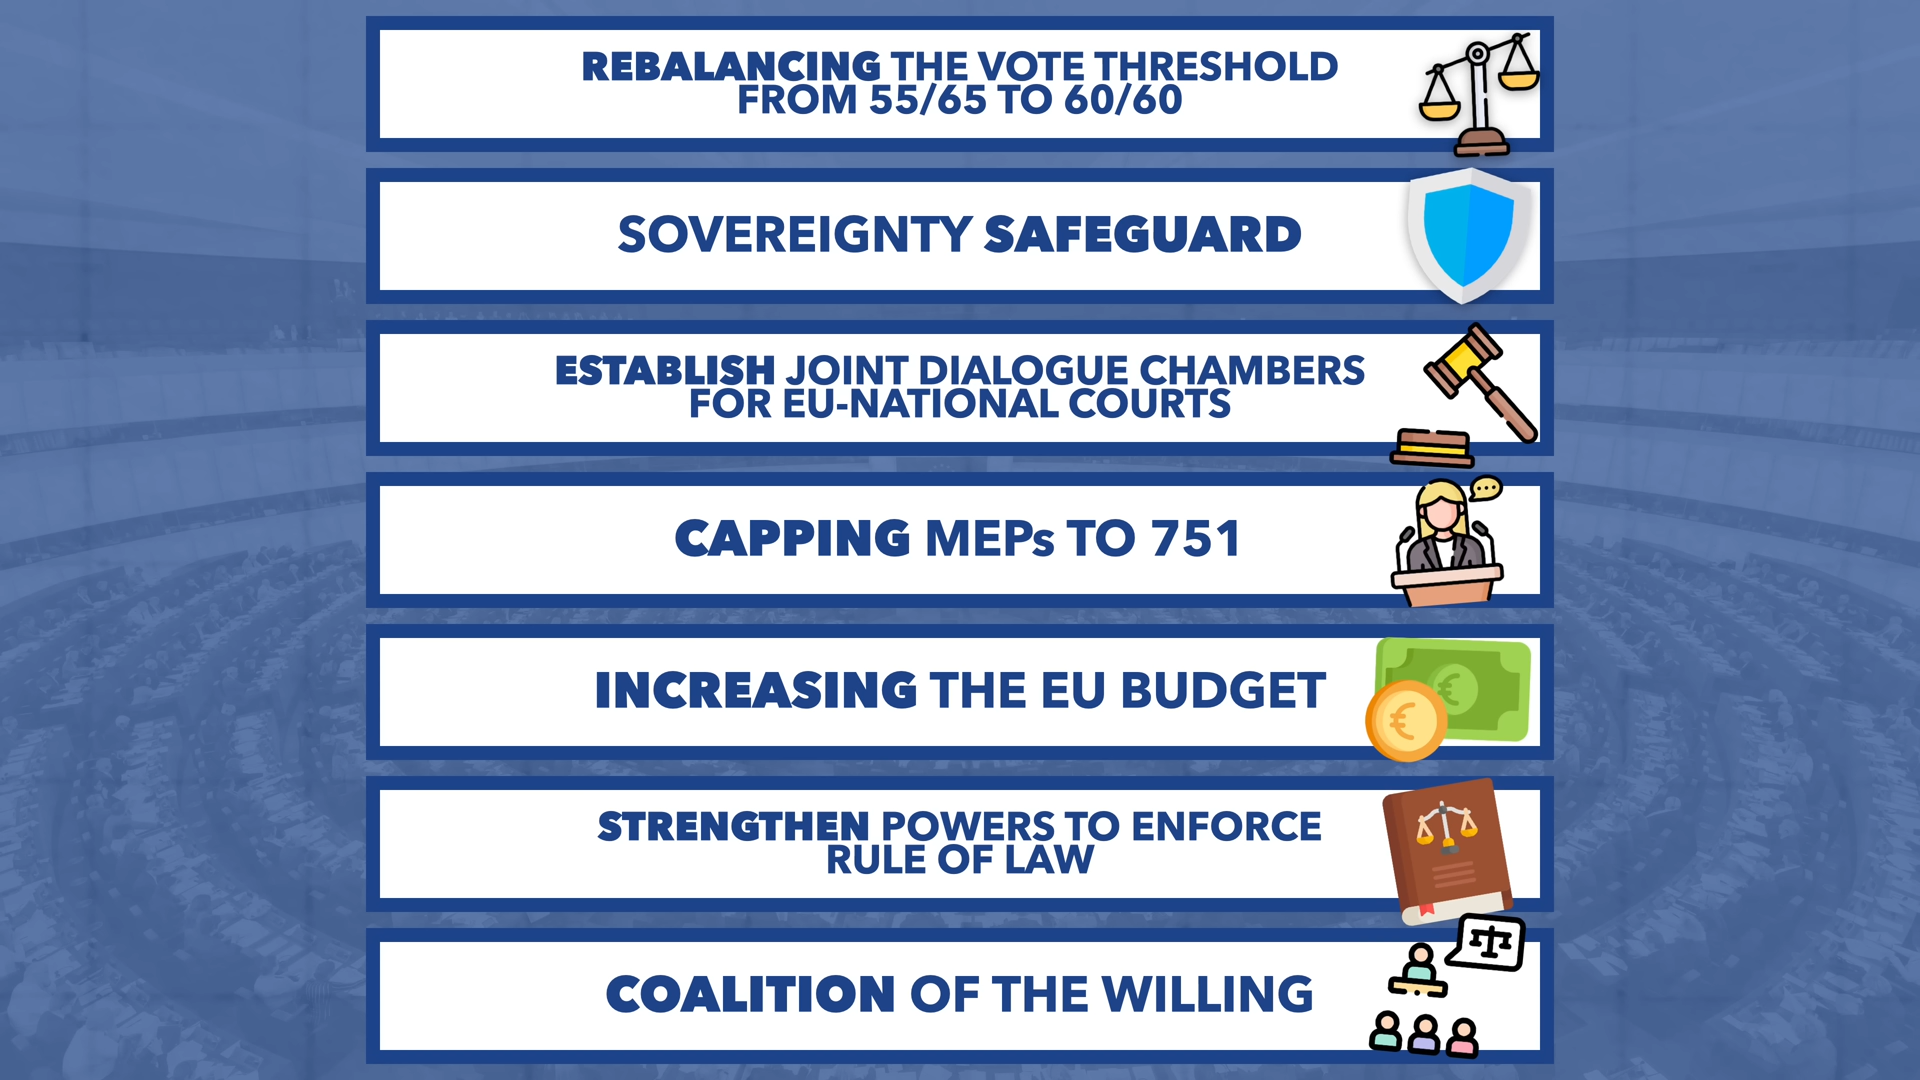 REBALANCING THE VOTE THRESHOLD
FROM 55/65 TO 60/60
SOVEREIGNTY SAFEGUARD
ESTABLISH JOINT DIALOGUE CHAMBERS
FOR EU-NATIONAL COURTS
CAPPING MEPs TO 751
INCREASING THE EU BUDGET
€
€
STRENGTHEN POWERS TO ENFORCE
RULE OF LAW
COALITION OF THE WILLING